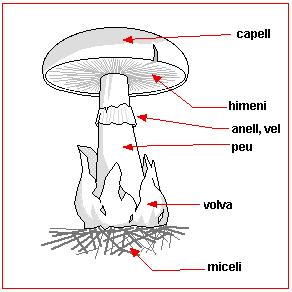 capell
himeni
anell, vel
peu
volva
miceli